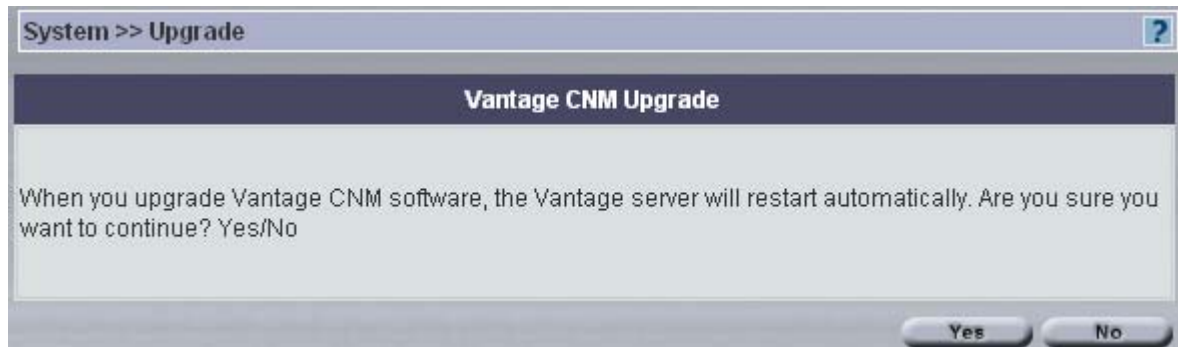 System >> Upgrade
?
Vantage CNM Upgrade
When you upgrade Vantage CNM software, the Vantage server will restart automatically. Are you sure you
want to continue? Yes/No
Yes
No